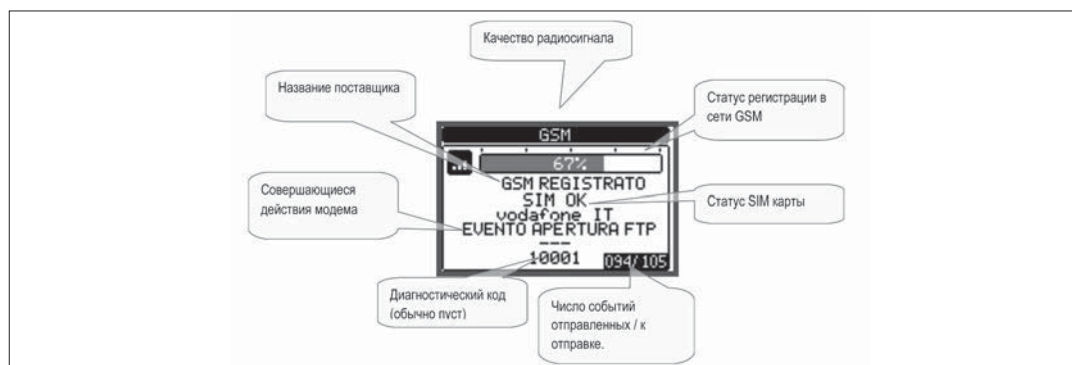 Качество радиосигнала
Название поставщика
Статус регистрации в
сети GSM
GSM
67%
GSM REGISTRATO
SIM OK
vodafone IT
EVENTO APERTURA FTP
---
10001
094/105
Совершающиеся
действия модема
Статус SIM карты
Диагностический код
(обычно пуст)
Число событий
отправленных / к
отправке.